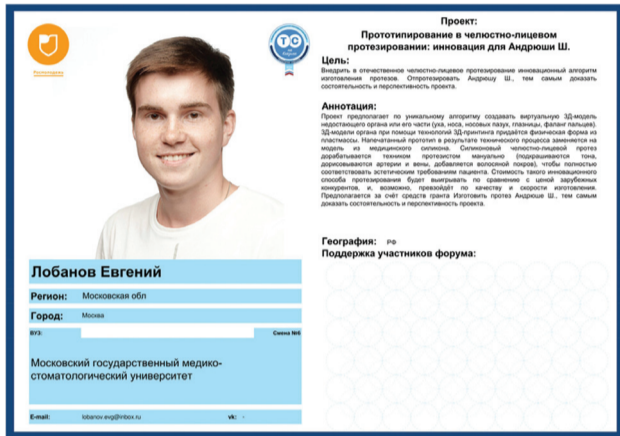 Лобанов Евгений
Регион: Московская обл
Город: Москва
ВУЗ: Смена №6
Московский государственный медико-
стоматологический университет
E-mail: lobanov.evg@inbox.ru vk: -
Проект:
Прототипирование в челюстно-лицевом
протезировании: инновация для Андрюши Ш.
Цель:
Внедрить в отечественное челюстно-лицевое протезирование инновационный алгоритм
изготовления протезов. Отпротезировать Андрюшу Ш., тем самым доказать
состоятельность и перспективность проекта.
Аннотация:
Проект предполагает по уникальному алгоритму создавать виртуальную 3Д-модель
недостающего органа или его части (уха, носа, носовых пазух, глазницы, фаланг пальцев).
3Д-модели органа при помощи технологий 3Д-принтинга придаётся физическая форма из
пластмассы. Напечатанный прототип в результате технического процесса заменяется на
модель из медицинского силикона. Силиконовый челюстно-лицевой протез
дорабатывается техником протезистом мануально (подкрашиваются тона,
дорисовываются артерии и вены, добавляется волосяной покров), чтобы полностью
соответствовать эстетическим требованиям пациента. Стоимость такого инновационного
способа протезирования будет выигрывать по сравнению с ценой зарубежных
конкурентов, и, возможно, превзойдёт по качеству и скорости изготовления.
Предполагается за счёт средств гранта Изготовить протез Андрюше Ш., тем самым
доказать состоятельность и перспективность проекта.
География: РФ
Поддержка участников форума: